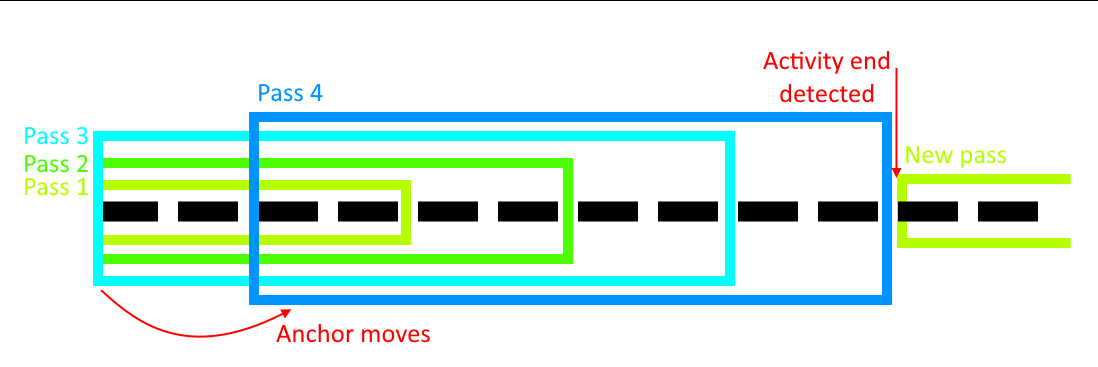 Activity end
detected
Pass 4
Pass 3
Pass 2
Pass 1
New pass
Anchor moves